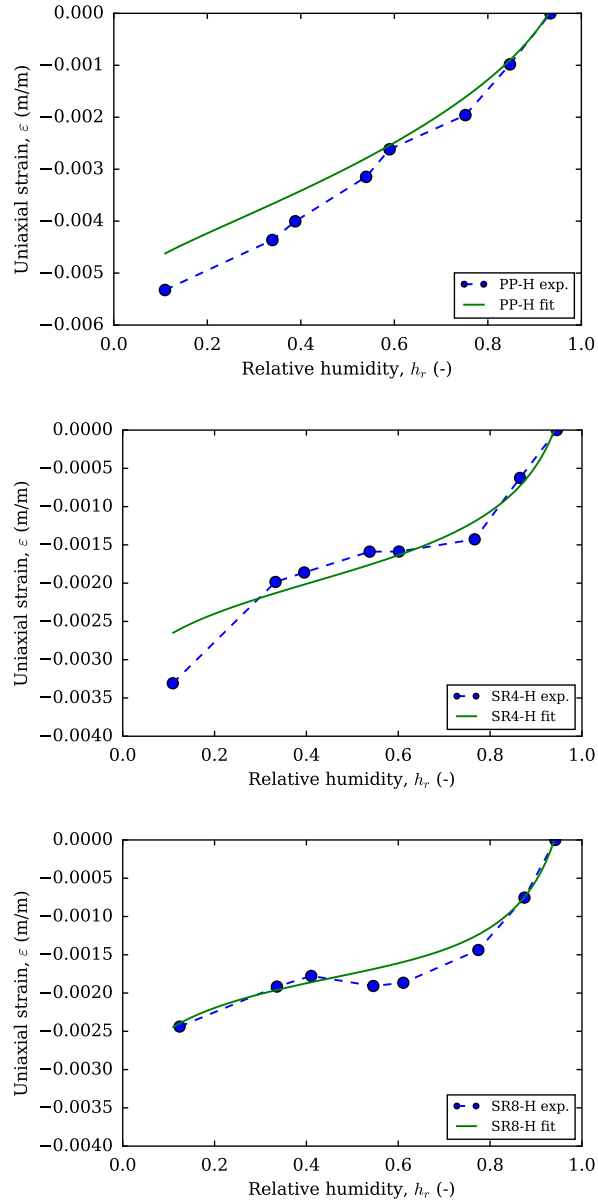 0.000
−0.001
−0.002
−0.003
−0.004
−0.005
−0.006
Uniaxial strain, ε (m/m)
PP-H exp.
PP-H fit
0.0 0.2 0.4 0.6 0.8 1.0
Relative humidity, hᵣ (-)
0.0000
−0.0005
−0.0010
−0.0015
−0.0020
−0.0025
−0.0030
−0.0035
−0.0040
Uniaxial strain, ε (m/m)
SR4-H exp.
SR4-H fit
0.0 0.2 0.4 0.6 0.8 1.0
Relative humidity, hᵣ (-)
0.0000
−0.0005
−0.0010
−0.0015
−0.0020
−0.0025
−0.0030
−0.0035
−0.0040
Uniaxial strain, ε (m/m)
SR8-H exp.
SR8-H fit
0.0 0.2 0.4 0.6 0.8 1.0
Relative humidity, hᵣ (-)